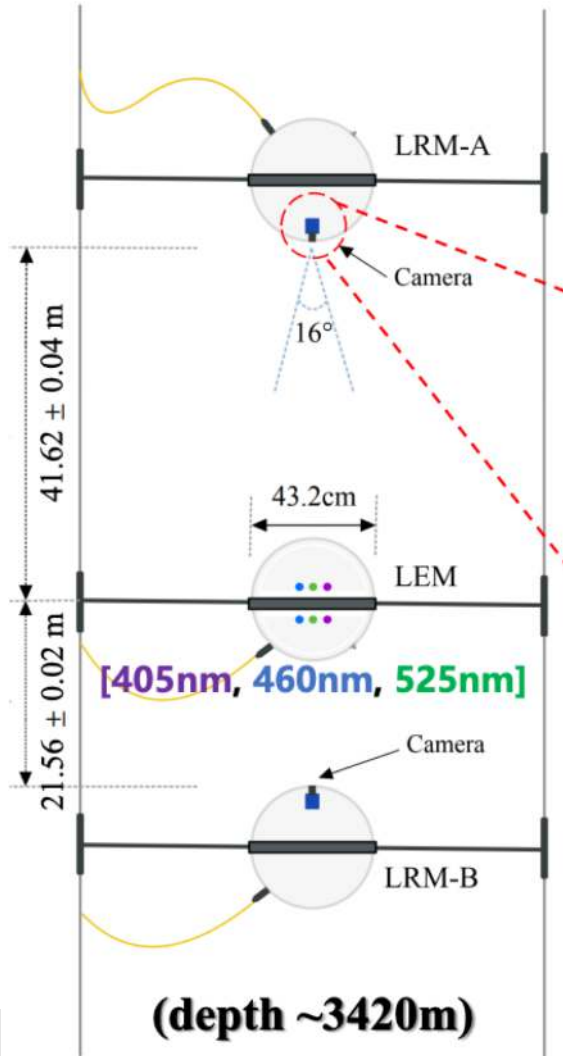 LRM-A
Camera
16°
41.62 ± 0.04 m
43.2cm
LEM
[405nm, 460nm, 525nm]
21.56 ± 0.02 m
Camera
LRM-B
(depth ~3420m)